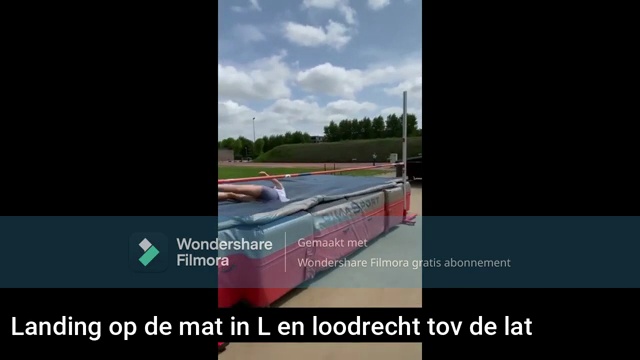 Wondershare
Filmora
Gemaakt met
Wondershare Filmora gratis abonnement
Landing op de mat in L en loodrecht tov de lat